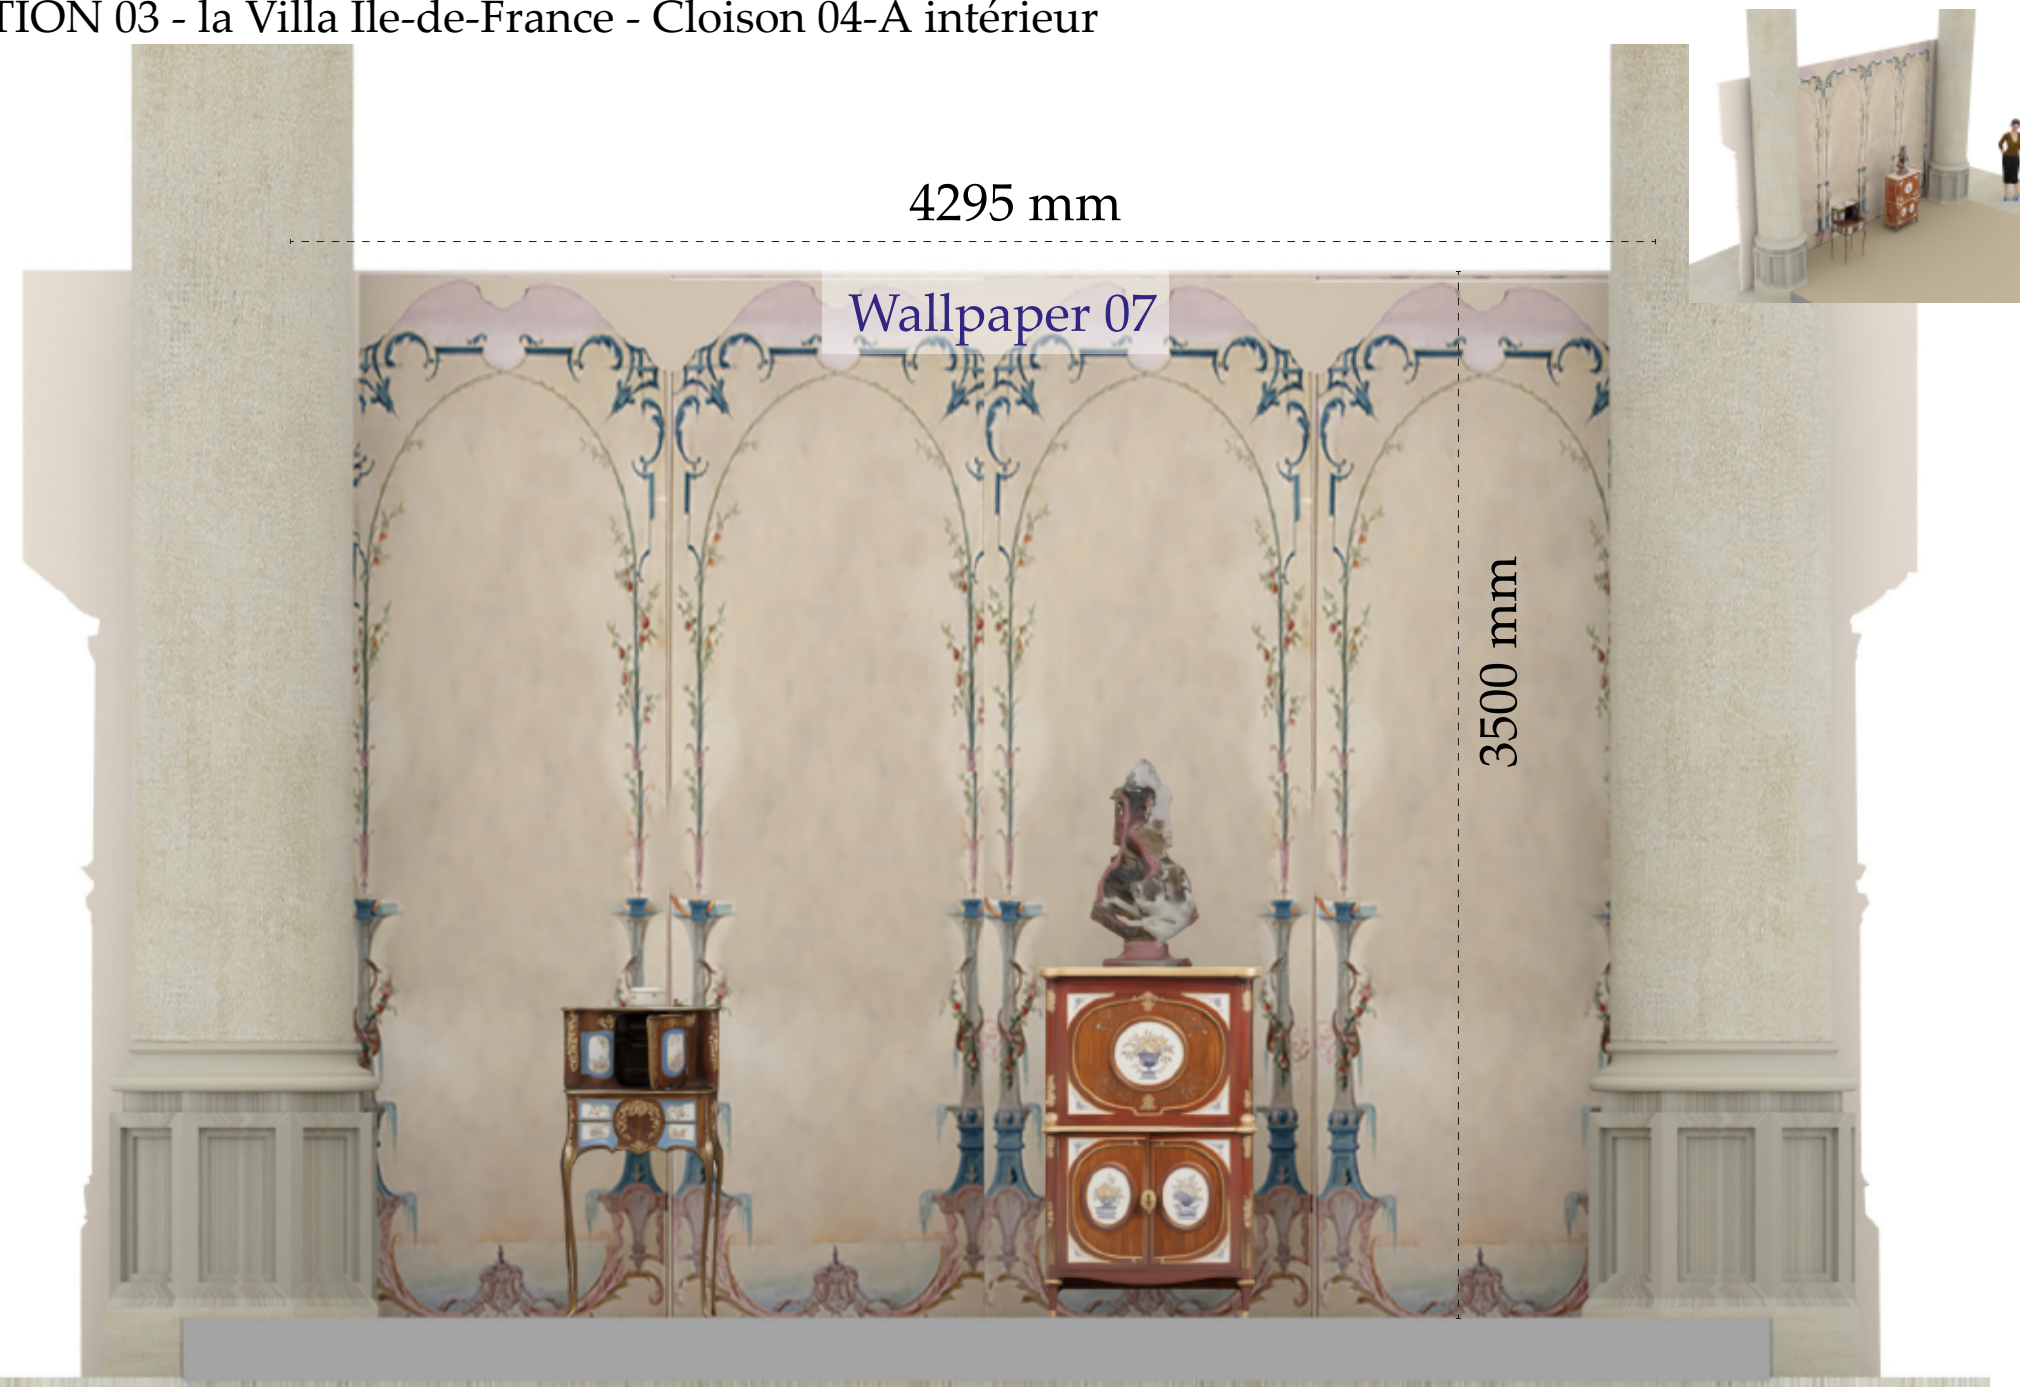 TION 03 - la Villa Ile-de-France - Cloison 04-A intérieur
4295 mm
Wallpaper 07
3500 mm